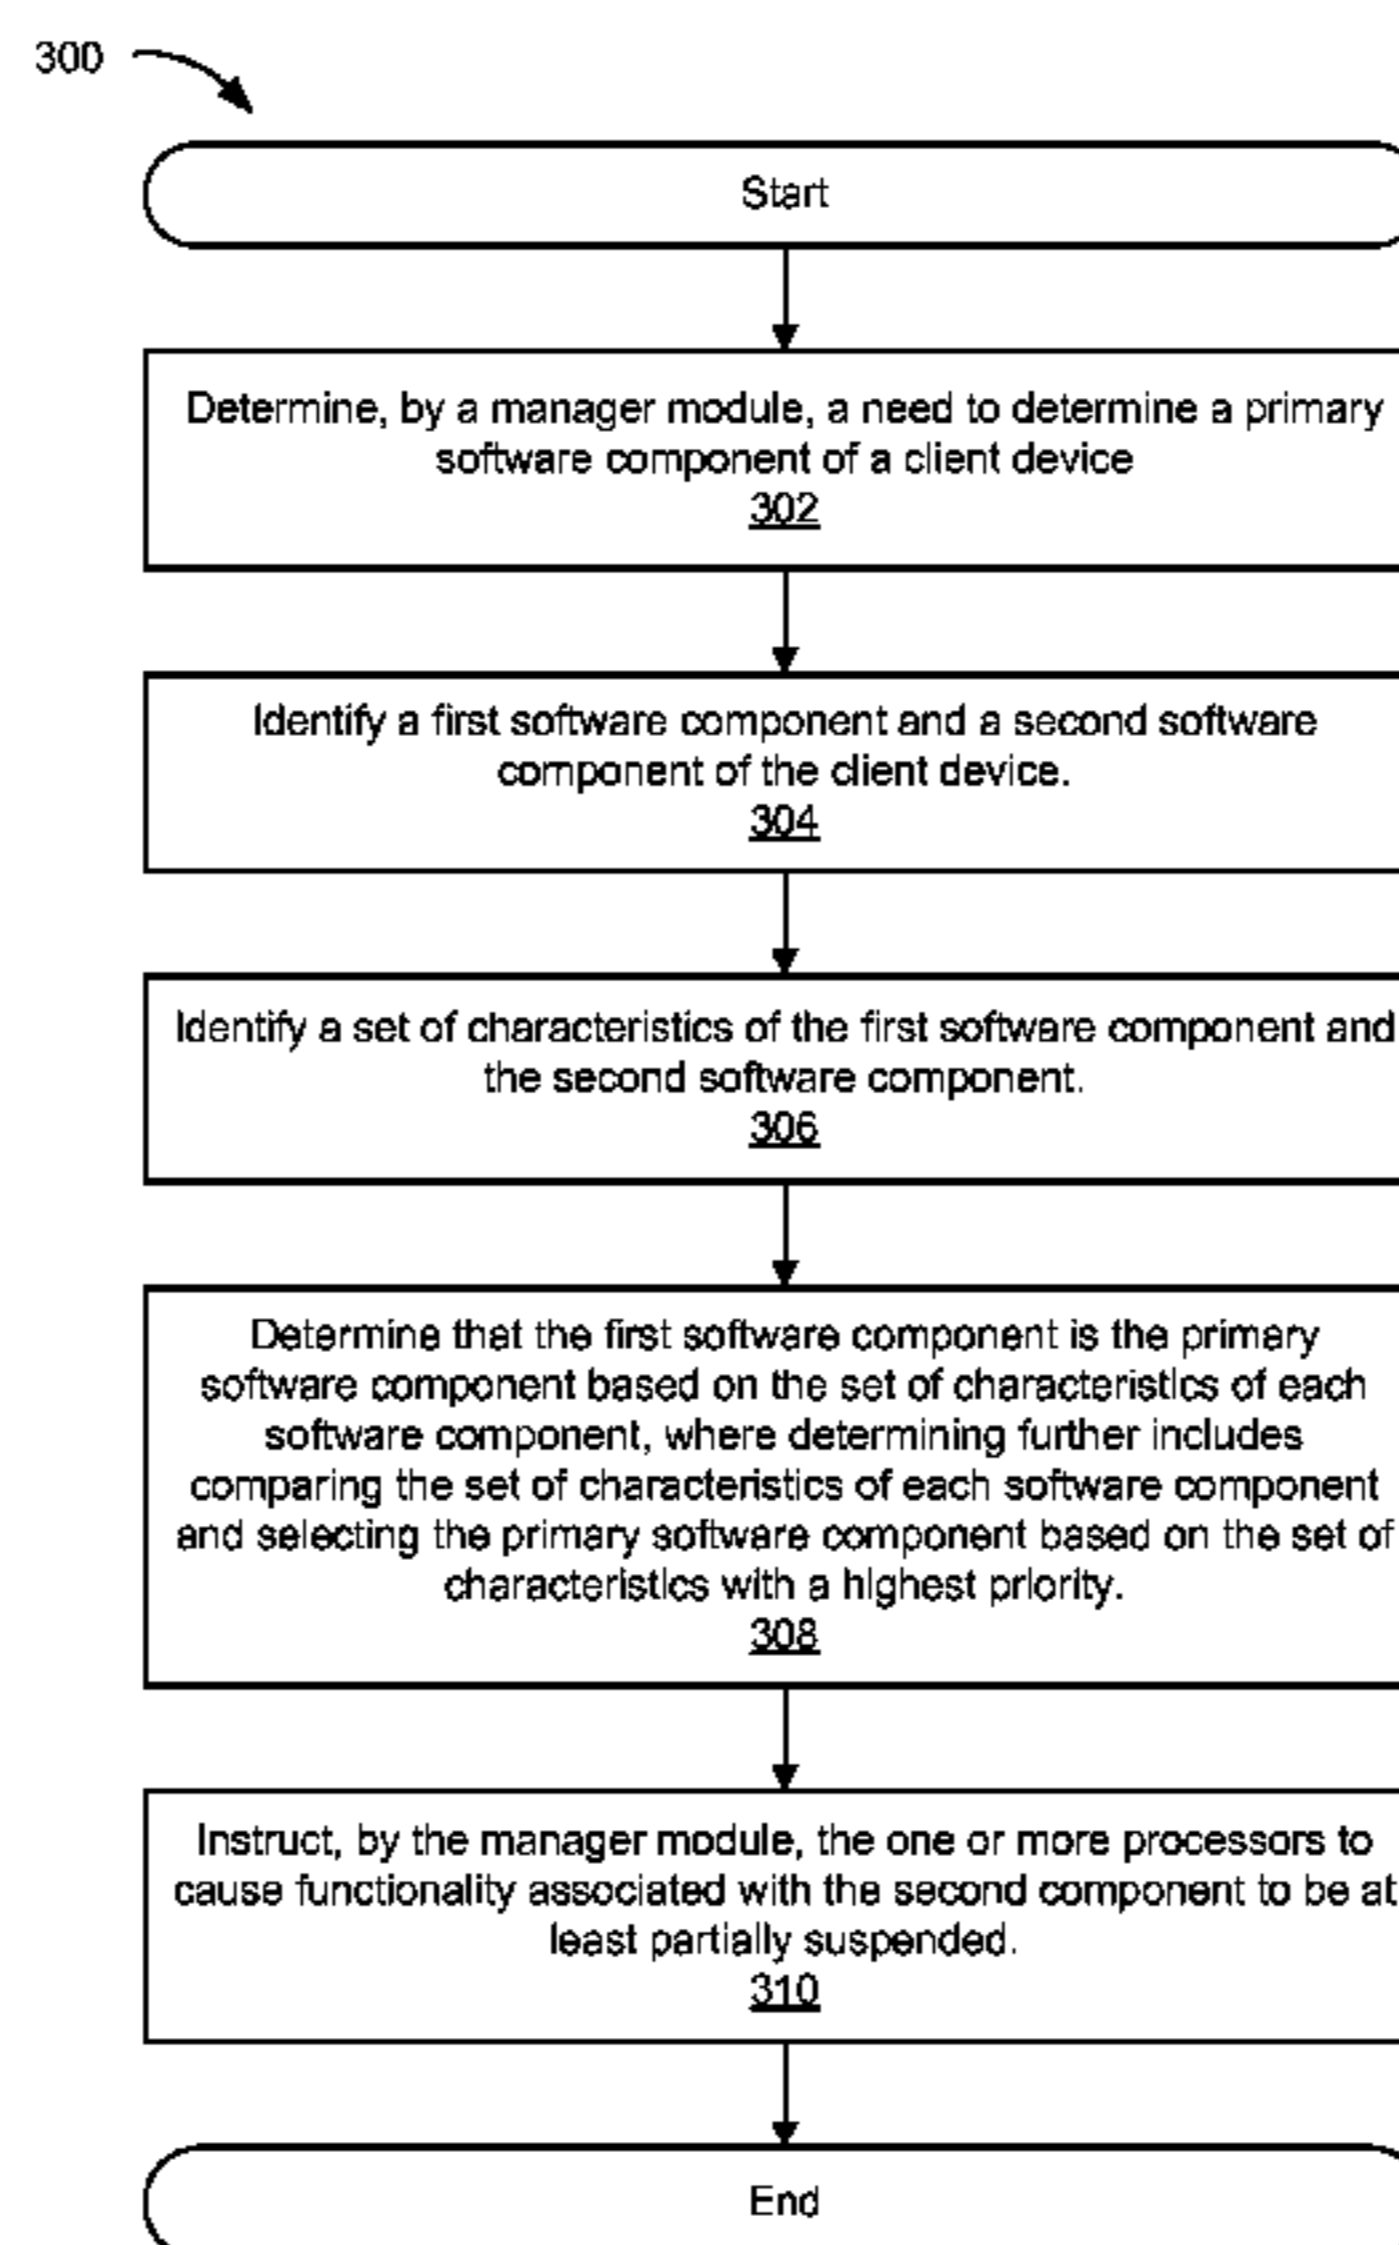 300
Start
Determine, by a manager module, a need to determine a primary
software component of a client device
302
Identify a first software component and a second software
component of the client device.
304
Identify a set of characteristics of the first software component and
the second software component.
306
Determine that the first software component is the primary
software component based on the set of characteristics of each
software component, where determining further includes
comparing the set of characteristics of each software component
and selecting the primary software component based on the set of
characteristics with a highest priority.
308
Instruct, by the manager module, the one or more processors to
cause functionality associated with the second component to be at
least partially suspended.
310
End